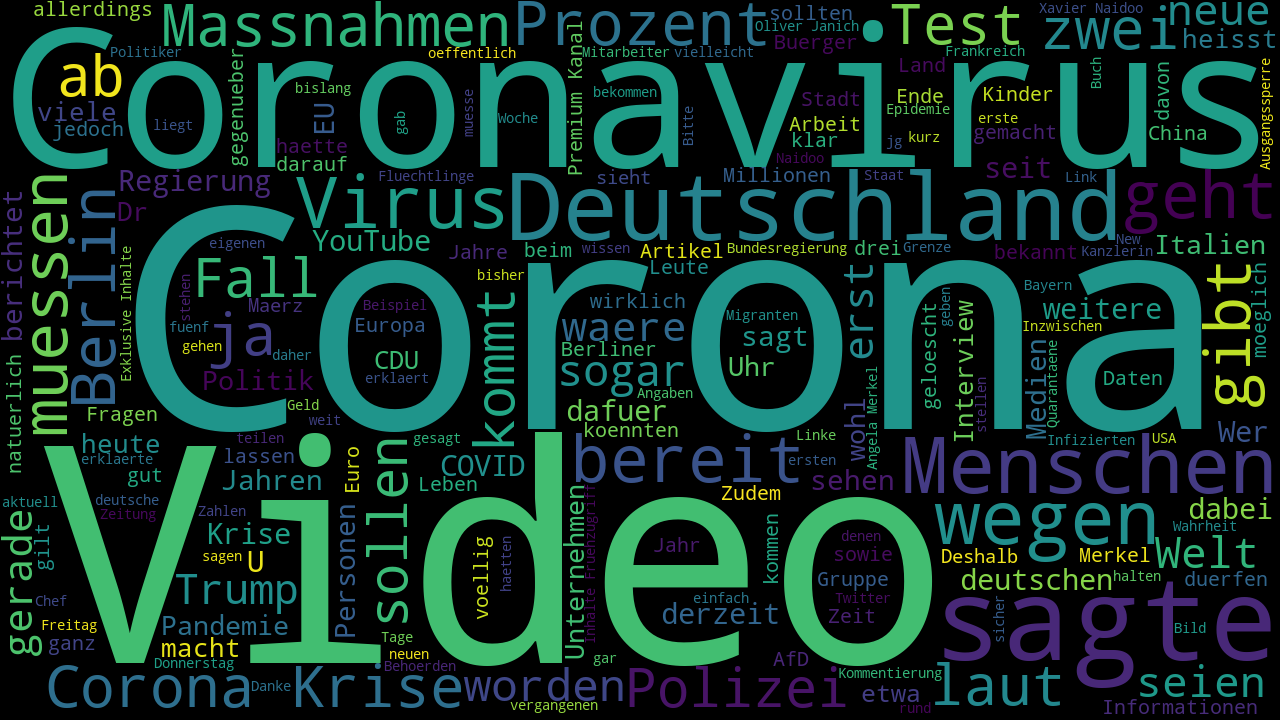 allerdings
Massnahmen
Prozent
sollten
Oliver Janich
Buerger
Test
Xavier Naidoo
zwei
neue
heisst
Coronavirus
Politiker
ab
viele
jedoch
liegt
oeffentlich
bislang
gegenueber
EU
haette
darauf
gab
muesse
Woche
Premium Kanal
Mitarbeiter
vielleicht
bekommen
Bitte
Land
Frankreich
Stadt
Ende
Epidemie
Arbeit
klar
Naidoo
jg
kurz
Kinder
erste
gemacht
Buch
davon
China
Ausgangssperre
Regierung
Dr
Virus
Fluechtlinge
sieht
Millionen
Staat
seit
Link
Deutschland
geht
berichtet
muessen
Berlin
Exklusive Inhalte
eigenen
YouTube
Jahre
beim
wissen
Artikel
Bundesregierung
drei
Grenze
bekannt
New
Kanzlerin
Italien
Corona
Fall
stehen
Maerz
bisher
Leute
Beispiel
wirklich
fuenf
ja
Europa
waere
Migranten
sagt
erst
geben
geloescht
Bayern
weitere
Inzwischen
gibt
moeglich
gehen
daher
CDU
Berliner
erklaert
sogar
Uhr
Interview
Medien
Quarantaene
Daten
Politik
kommt
Angaben
Angela Merkel
stellen
natuerlich
Fragen
Geld
weit
dafuer
koennten
wohl
Linke
Infizierten
USA
Wer
heute
erklaerte
gut
teilen
lassen
Euro
sollen
gesagt
COVID
Leben
bereit
ersten
sehen
Menschen
aktuell
deutsche
Zeitung
Jahren
Zahlen
Zudem
dabei
Wahrheit
Video
gerade
gilt
Krise
sagen
U
Personen
voellig
haetten
Unternehmen
Inhalte Fruenzugriff
Jahr
kommen
denen
sowie
wegen
Deshalb
Merkel
Welt
Trump
Gruppe
deutschen
halten
duerfen
Chef
einfach
Twitter
derzeit
Zeit
sagte
sicher
Bild
Freitag
Pandemie
ganz
macht
Tage
neuen
Behoerden
gar
Donnerstag
AfD
Kommentierung
Corona Krise
Danke
worden
vergangenen
Polizei
etwa
rund
laut
seien
Informationen